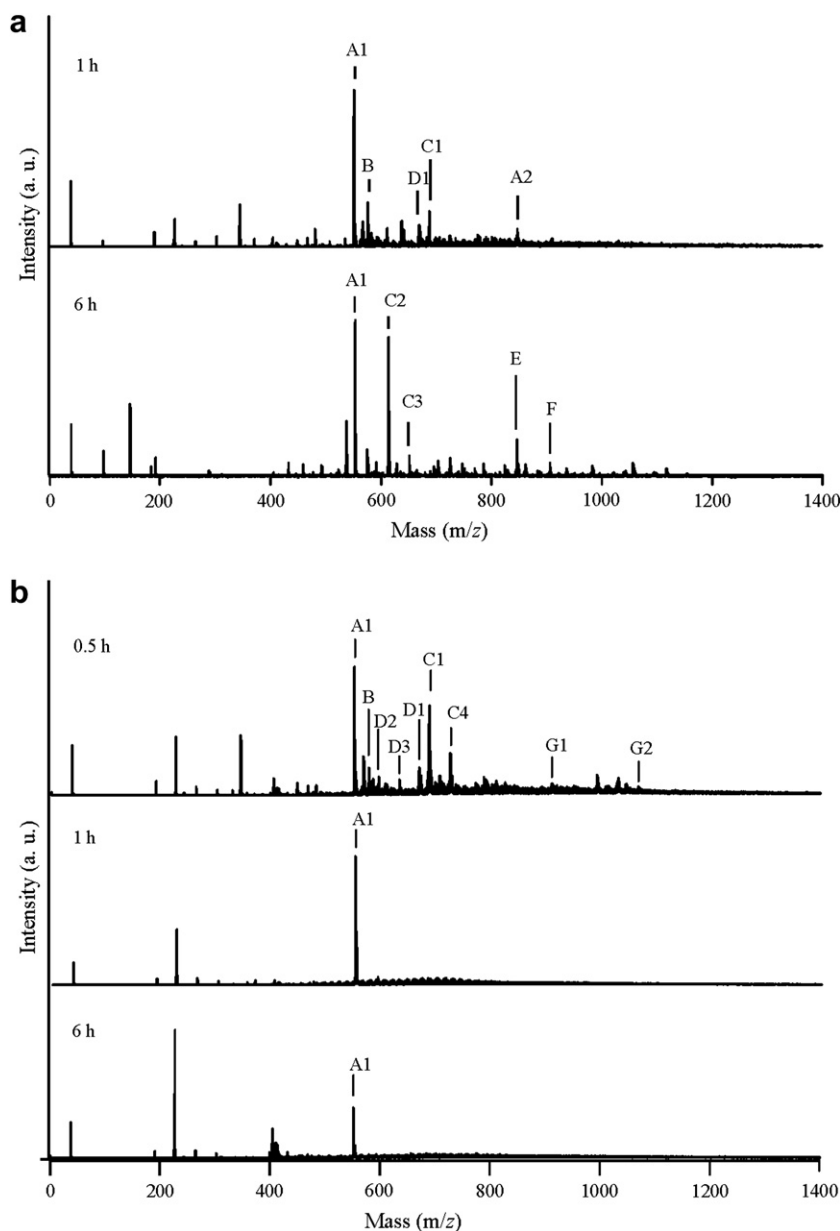 a
1 h
A1
B
D1
C1
A2
6 h
A1
C2
C3
E
F
Intensity (a. u.)
0 200 400 600 800 1000 1200 1400
Mass (m/z)
b
0.5 h
A1
B
D2
D3
D1
C1
C4
G1
G2
1 h
A1
6 h
A1
Intensity (a. u.)
0 200 400 600 800 1000 1200 1400
Mass (m/z)